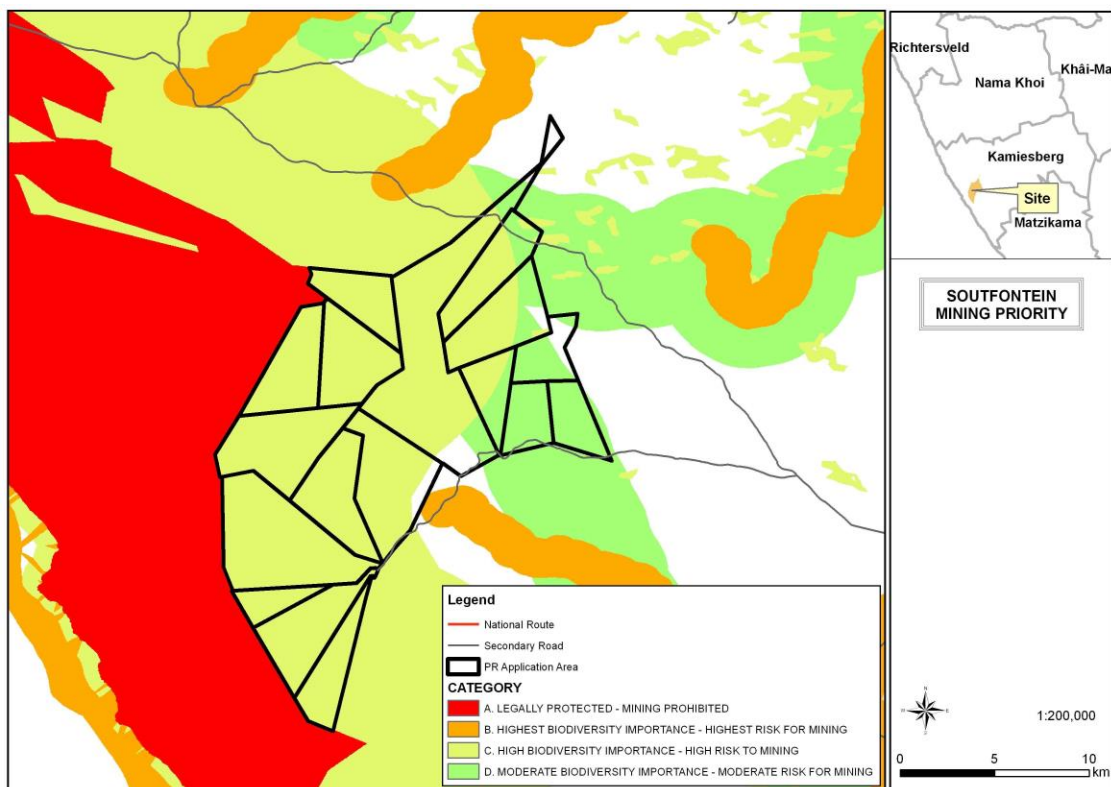 Richtersveld
Khâi-Ma
Nama Khoi
Kamiesberg
Site
Matzikama
SOUTFONTEIN
MINING PRIORITY
Legend
National Route
Secondary Road
PR Application Area
CATEGORY
A. LEGALLY PROTECTED - MINING PROHIBITED
B. HIGHEST BIODIVERSITY IMPORTANCE - HIGHEST RISK FOR MINING
C. HIGH BIODIVERSITY IMPORTANCE - HIGH RISK TO MINING
D. MODERATE BIODIVERSITY IMPORTANCE - MODERATE RISK FOR MINING
N
S
1:200,000
0 5 10
km